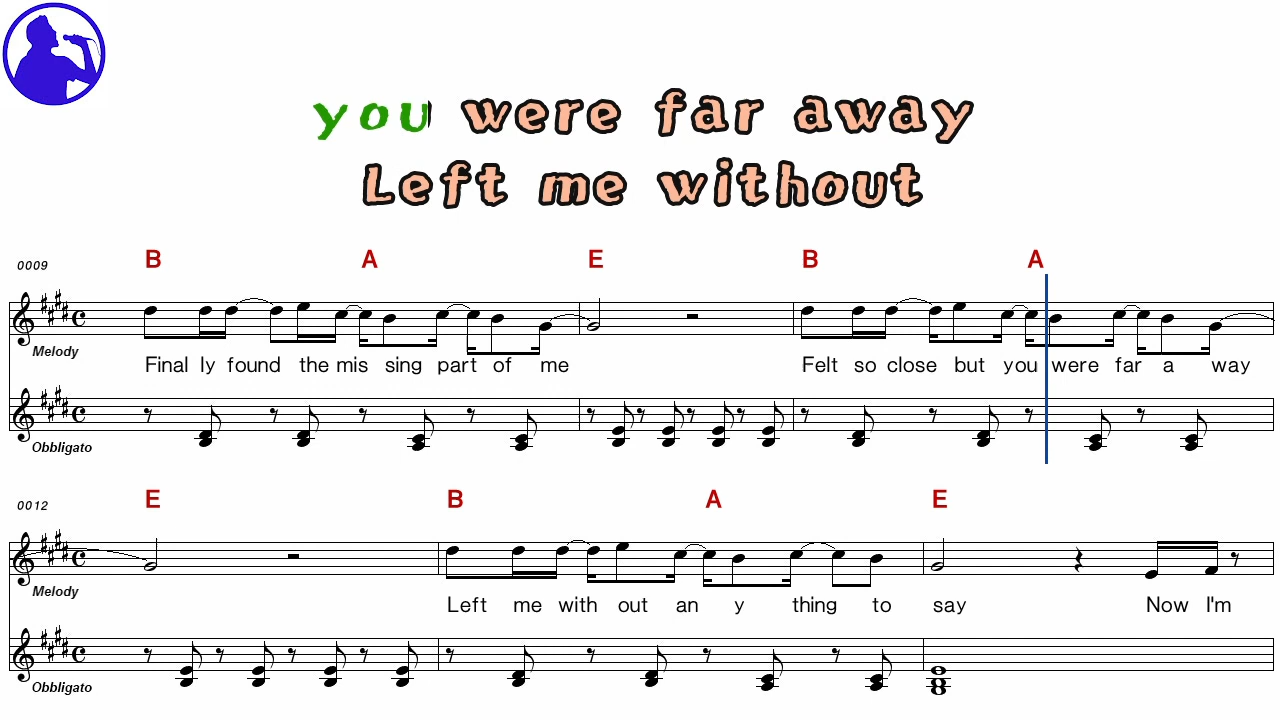 you were far away
Left me without
B A E B A
0009
Melody
Final ly found the mis sing part of me Felt so close but you were far a way
Obbligato
E B A E
0012
Melody
Left me with out an y thing to say Now I'm
Obbligato